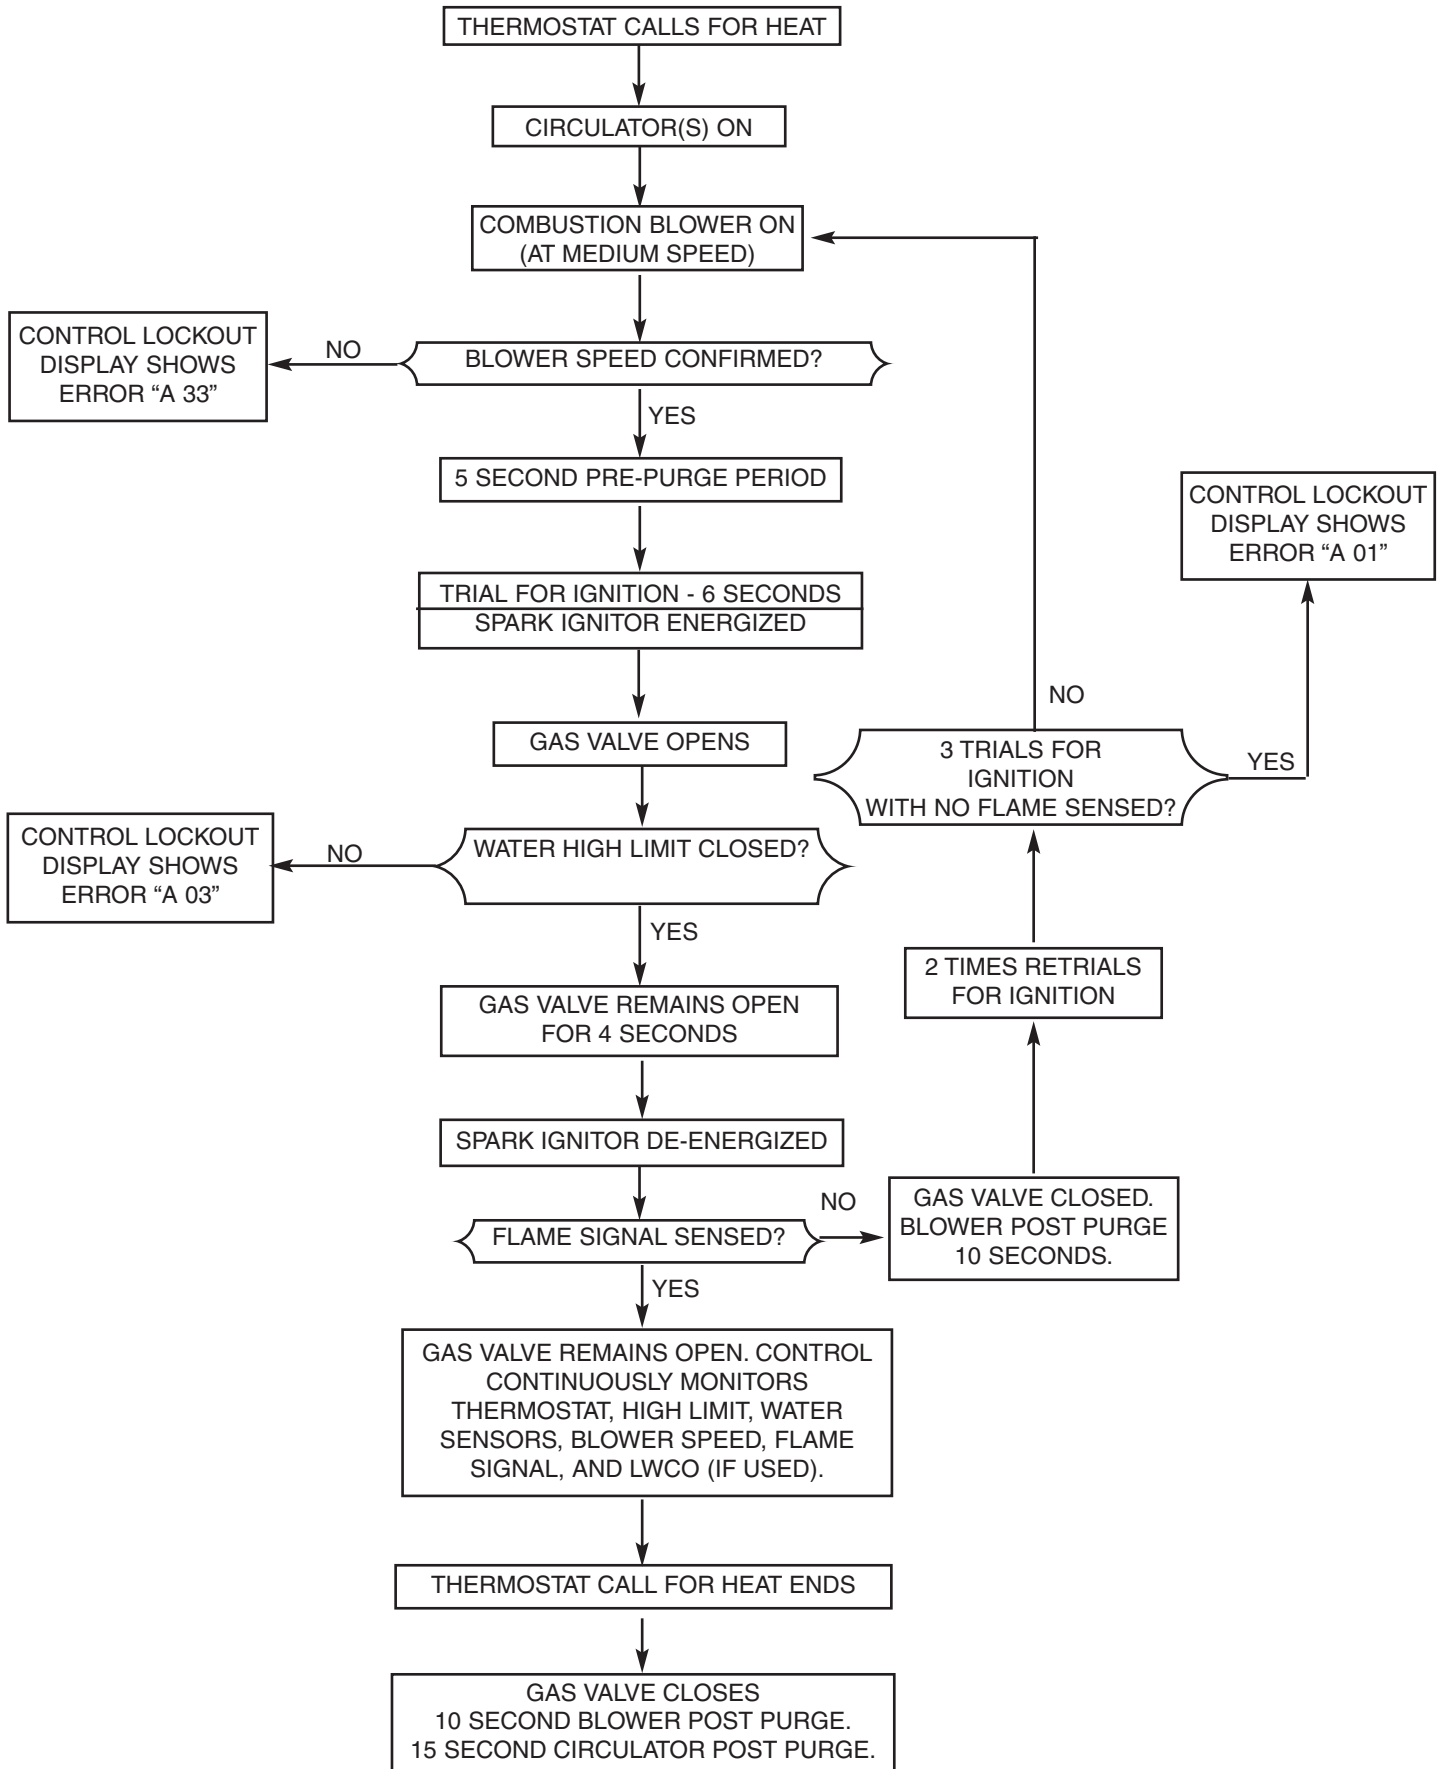 THERMOSTAT CALLS FOR HEAT
CIRCULATOR(S) ON
COMBUSTION BLOWER ON
(AT MEDIUM SPEED)
CONTROL LOCKOUT
DISPLAY SHOWS
ERROR “A 33”
NO
BLOWER SPEED CONFIRMED?
YES
5 SECOND PRE-PURGE PERIOD
CONTROL LOCKOUT
DISPLAY SHOWS
ERROR “A 01”
TRIAL FOR IGNITION - 6 SECONDS
SPARK IGNITOR ENERGIZED
NO
GAS VALVE OPENS
3 TRIALS FOR
IGNITION
WITH NO FLAME SENSED?
YES
CONTROL LOCKOUT
DISPLAY SHOWS
ERROR “A 03”
NO
WATER HIGH LIMIT CLOSED?
YES
2 TIMES RETRIALS
FOR IGNITION
GAS VALVE REMAINS OPEN
FOR 4 SECONDS
SPARK IGNITOR DE-ENERGIZED
NO
GAS VALVE CLOSED.
BLOWER POST PURGE
10 SECONDS.
FLAME SIGNAL SENSED?
YES
GAS VALVE REMAINS OPEN. CONTROL
CONTINUOUSLY MONITORS
THERMOSTAT, HIGH LIMIT, WATER
SENSORS, BLOWER SPEED, FLAME
SIGNAL, AND LWCO (IF USED).
THERMOSTAT CALL FOR HEAT ENDS
GAS VALVE CLOSES
10 SECOND BLOWER POST PURGE.
15 SECOND CIRCULATOR POST PURGE.